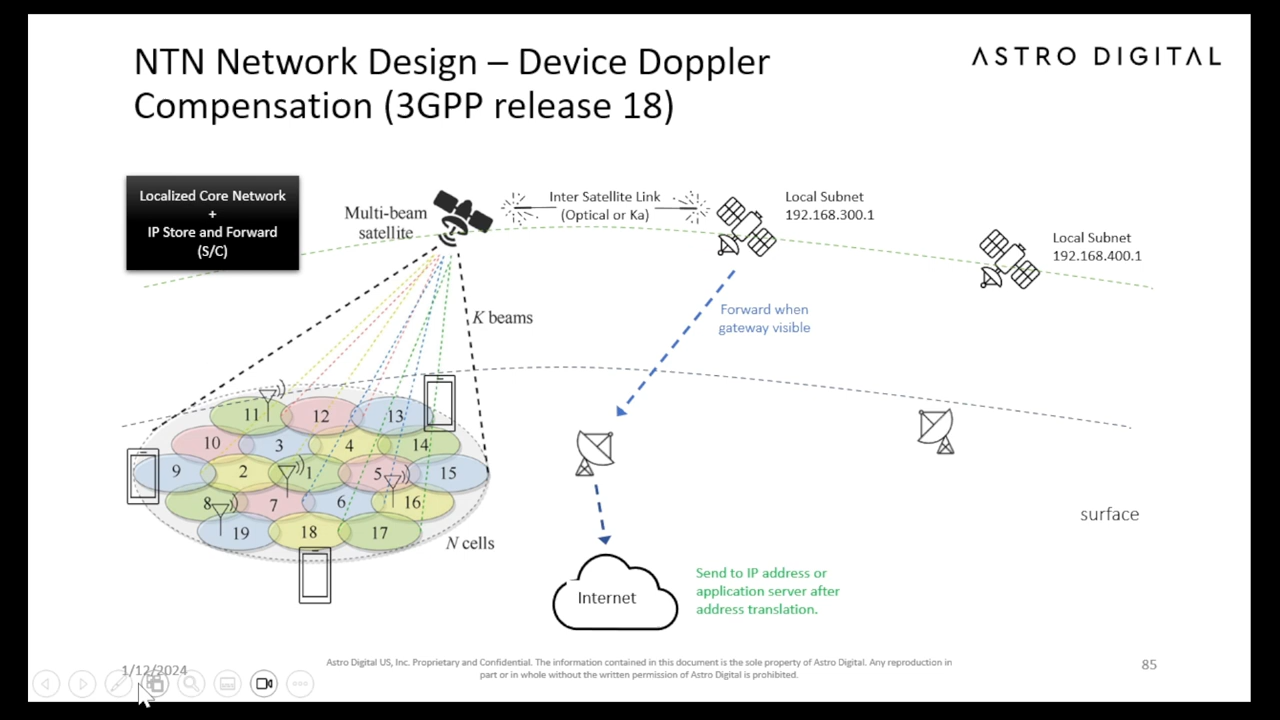 NTN Network Design – Device Doppler
Compensation (3GPP release 18)
ASTRO DIGITAL
Localized Core Network
+
IP Store and Forward
(S/C)
Multi-beam
satellite
Inter Satellite Link
(Optical or Ka)
Local Subnet
192.168.300.1
Local Subnet
192.168.400.1
K beams
Forward when
gateway visible
11
12
13
10
3
4
14
9
2
1
5
15
8
7
6
16
19
18
17
N cells
surface
Internet
Send to IP address or
application server after
address translation.
1/12/2024
Astro Digital US, Inc. Proprietary and Confidential. The information contained in this document is the sole property of Astro Digital. Any reproduction in
part or in whole without the written permission of Astro Digital is prohibited.
85